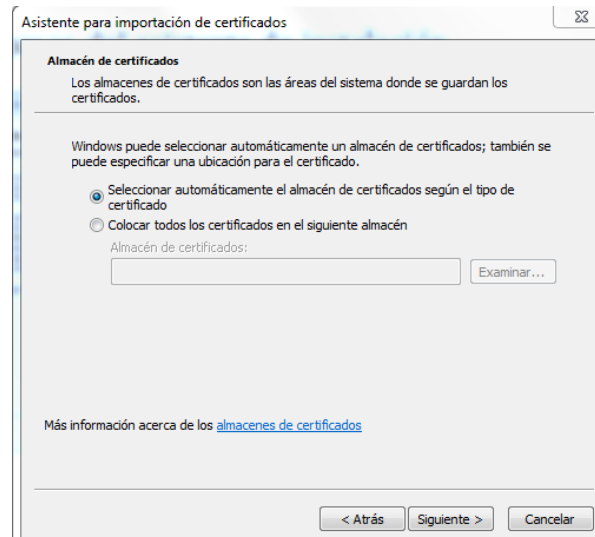 Asistente para importación de certificados
Almacén de certificados
Los almacenes de certificados son las áreas del sistema donde se guardan los
certificados.
Windows puede seleccionar automáticamente un almacén de certificados; también se
puede especificar una ubicación para el certificado.
Seleccionar automáticamente el almacén de certificados según el tipo de
certificado
Colocar todos los certificados en el siguiente almacén
Almacén de certificados:
Examinar...
Más información acerca de los almacenes de certificados
< Atrás Siguiente > Cancelar